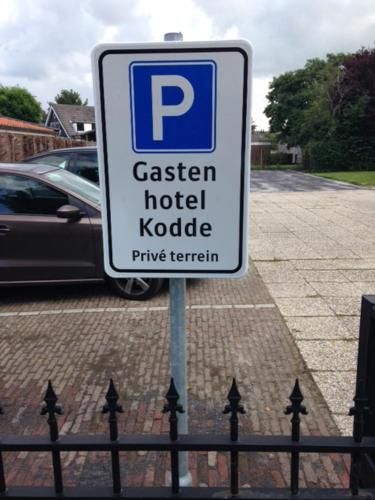 P
Gasten
hotel
Kodde
Privé terrein